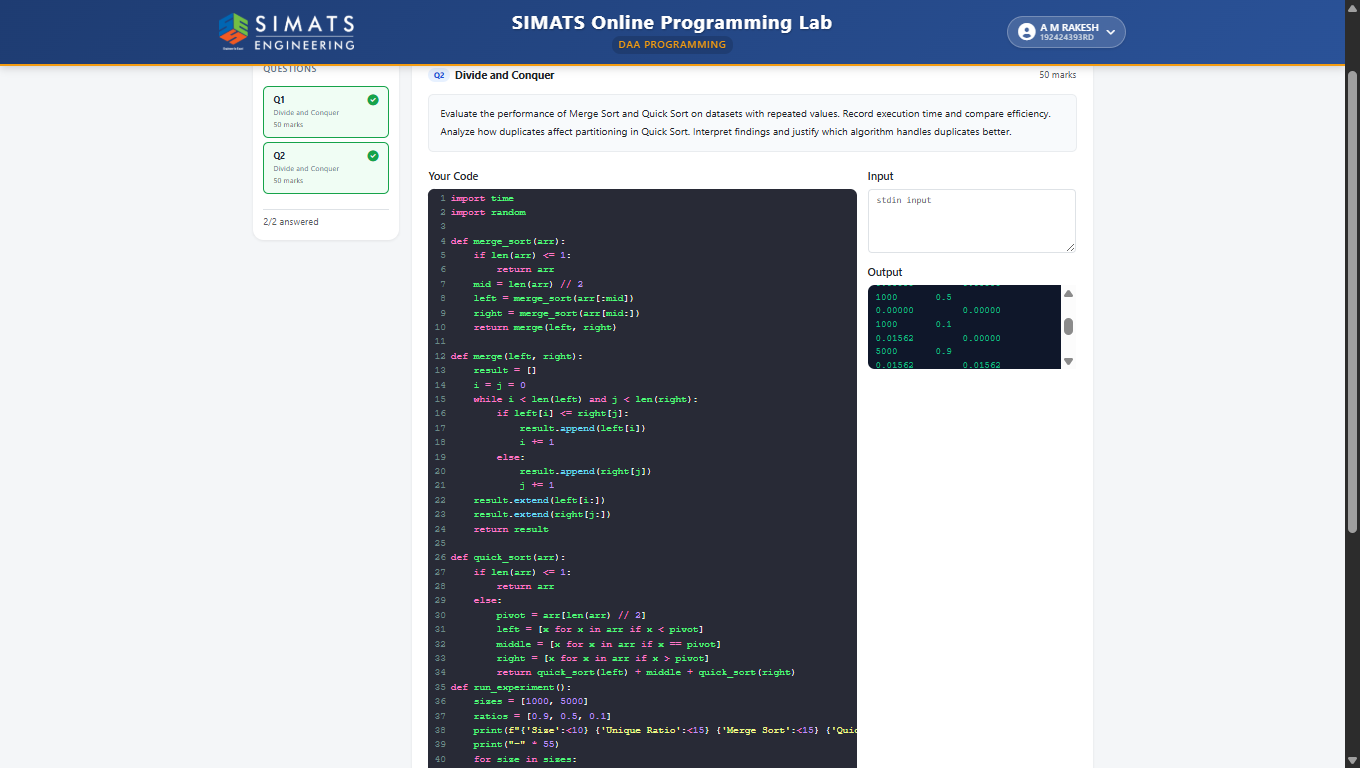 SIMATS
ENGINEERING
SIMATS Online Programming Lab
DAA PROGRAMMING
A M RAKESH
192424393RD
QUESTIONS
Q1
Divide and Conquer
50 marks
Q2
Divide and Conquer
50 marks
2/2 answered
Q2 Divide and Conquer
50 marks
Evaluate the performance of Merge Sort and Quick Sort on datasets with repeated values. Record execution time and compare efficiency.
Analyze how duplicates affect partitioning in Quick Sort. Interpret findings and justify which algorithm handles duplicates better.
Your Code
1 import time
2 import random
3
4 def merge_sort(arr):
5     if len(arr) <= 1:
6         return arr
7     mid = len(arr) // 2
8     left = merge_sort(arr[:mid])
9     right = merge_sort(arr[mid:])
10     return merge(left, right)
11
12 def merge(left, right):
13     result = []
14     i = j = 0
15     while i < len(left) and j < len(right):
16         if left[i] <= right[j]:
17             result.append(left[i])
18             i += 1
19         else:
20             result.append(right[j])
21             j += 1
22     result.extend(left[i:])
23     result.extend(right[j:])
24     return result
25
26 def quick_sort(arr):
27     if len(arr) <= 1:
28         return arr
29     else:
30         pivot = arr[len(arr) // 2]
31         left = [x for x in arr if x < pivot]
32         middle = [x for x in arr if x == pivot]
33         right = [x for x in arr if x > pivot]
34         return quick_sort(left) + middle + quick_sort(right)
35 def run_experiment():
36     sizes = [1000, 5000]
37     ratios = [0.9, 0.5, 0.1]
38     print(f"{'Size':<10} {'Unique Ratio':<15} {'Merge Sort':<15} {'Quic
39     print("-" * 55)
40     for size in sizes:
Input
stdin input
Output
1000 0.5
0.00000 0.00000
1000 0.1
0.01562 0.00000
5000 0.9
0.01562 0.01562